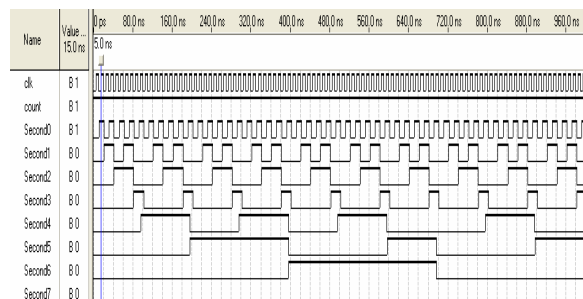 Name Value... 15.0 ns 0 ps 80.0 ns 160.0 ns 240.0 ns 320.0 ns 400.0 ns 480.0 ns 560.0 ns 640.0 ns 720.0 ns 800.0 ns 880.0 ns 960.0 ns
5.0 ns
clk B 1
count B 1
Second0 B 1
Second1 B 0
Second2 B 0
Second3 B 0
Second4 B 0
Second5 B 0
Second6 B 0
Second7 B 0